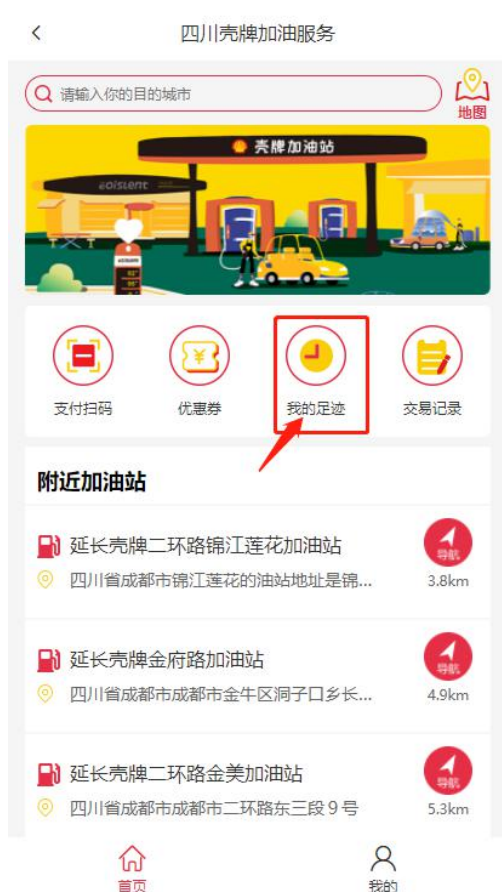 四川壳牌加油服务
请输入你的目的城市
地图
壳牌加油站
支付扫码
优惠券
我的足迹
交易记录
附近加油站
延长壳牌二环路锦江莲花加油站
导航
四川省成都市锦江莲花的油站地址是锦...
3.8km
延长壳牌金府路加油站
导航
四川省成都市成都市金牛区洞子口乡长...
4.9km
延长壳牌二环路金美加油站
导航
四川省成都市成都市二环路东三段９号
5.3km
首页
我的